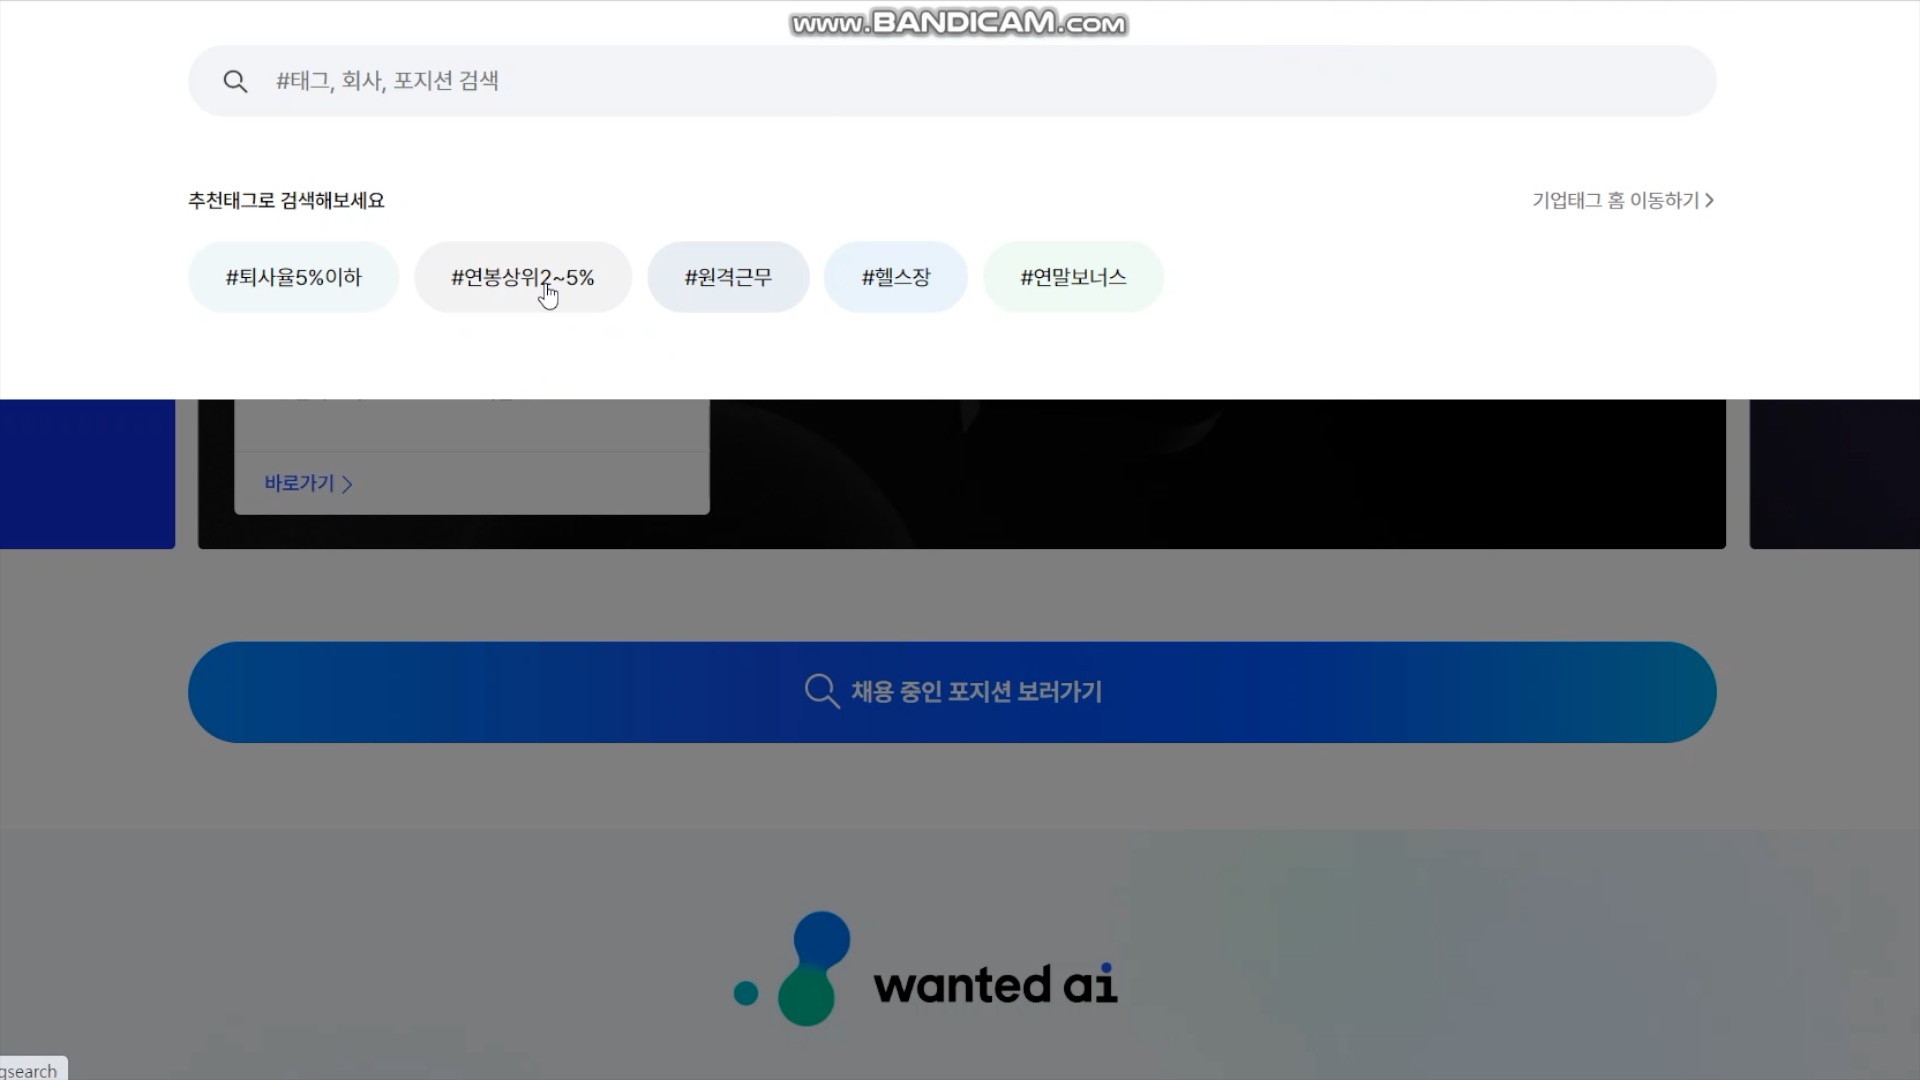 www.BANDICAM.com
#태그, 회사, 포지션 검색
추천태그로 검색해보세요
기업태그 홈 이동하기
#퇴사율5%이하
#연봉상위2~5%
#원격근무
#헬스장
#연말보너스
바로가기
채용 중인 포지션 보러가기
wanted ai
gsearch